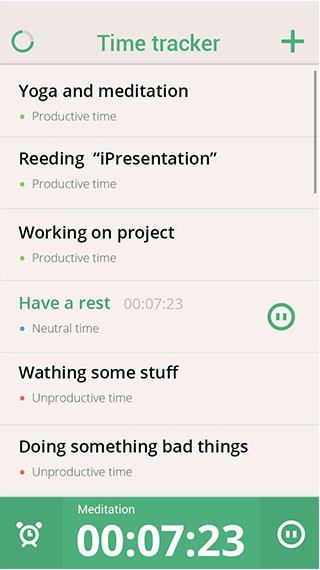 Time tracker
Yoga and meditation
Productive time
Reeding “iPresentation”
Productive time
Working on project
Productive time
Have a rest 00:07:23
Neutral time
Wathing some stuff
Unproductive time
Doing something bad things
Unproductive time
Meditation
00:07:23